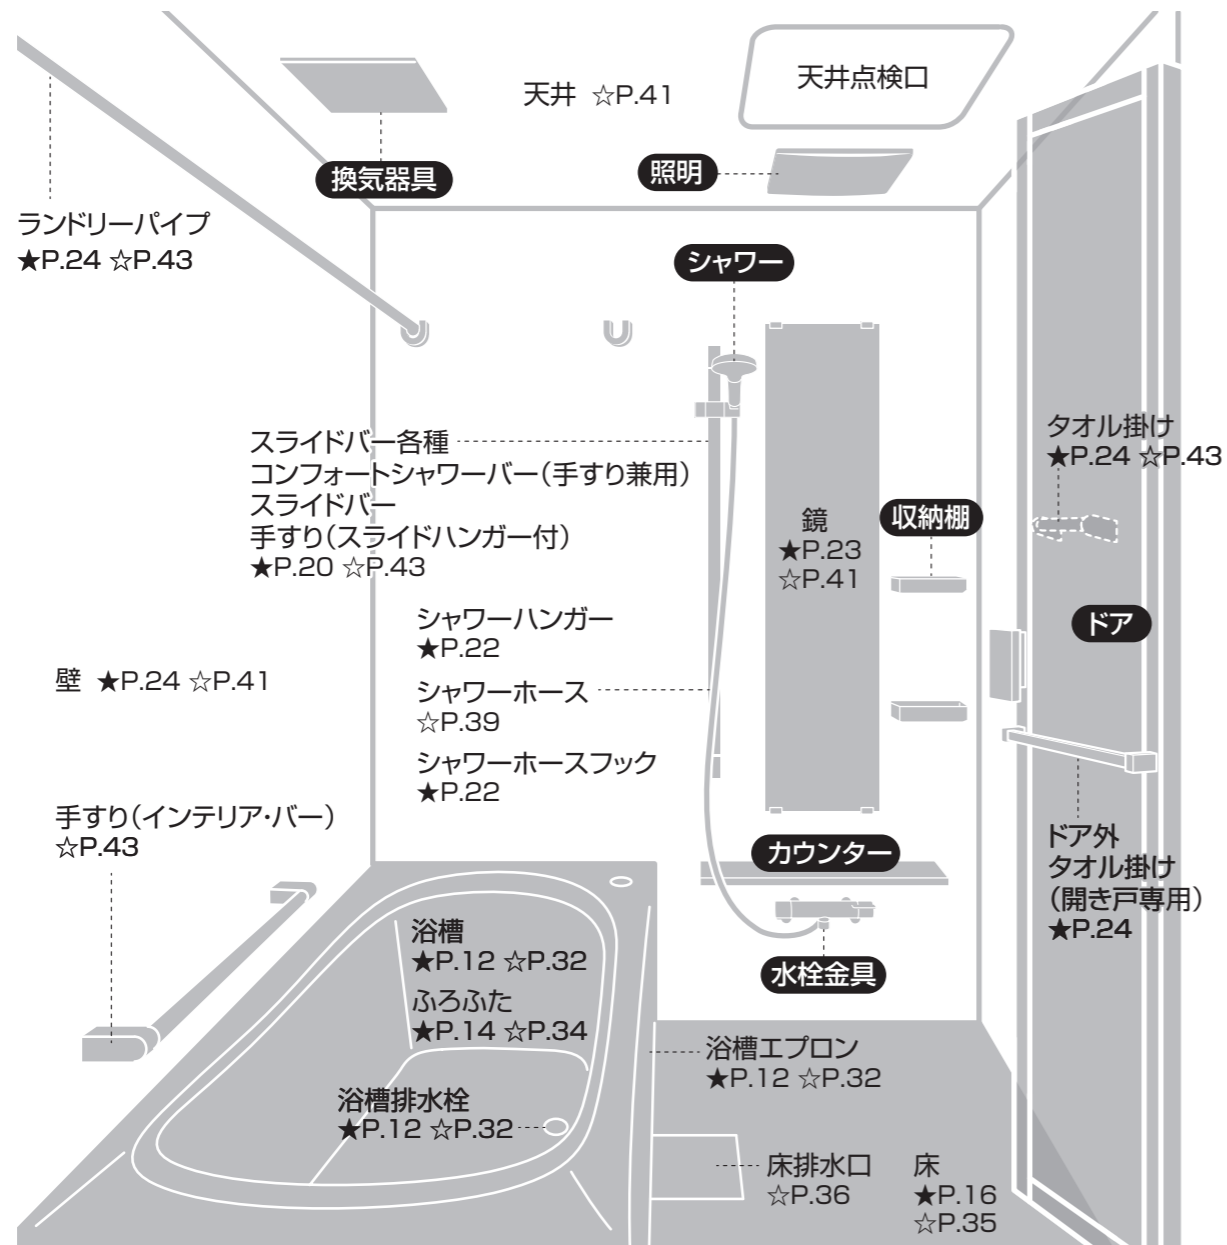 天井 ☆P.41
天井点検口
換気器具
照明
ランドリーパイプ
★P.24 ☆P.43
シャワー
スライドバー各種
コンフォートシャワーバー（手すり兼用）
スライドバー
手すり（スライドハンガー付）
★P.20 ☆P.43
タオル掛け
★P.24 ☆P.43
鏡
★P.23
☆P.41
収納棚
ドア
シャワーハンガー
★P.22
シャワーホース
☆P.39
シャワーホースフック
★P.22
壁 ★P.24 ☆P.41
手すり（インテリア・バー）
☆P.43
カウンター
ドア外
タオル掛け
（開き戸専用）
★P.24
水栓金具
浴槽
★P.12 ☆P.32
ふろふた
★P.14 ☆P.34
浴槽エプロン
★P.12 ☆P.32
浴槽排水栓
★P.12 ☆P.32
床排水口
☆P.36
床
★P.16
☆P.35